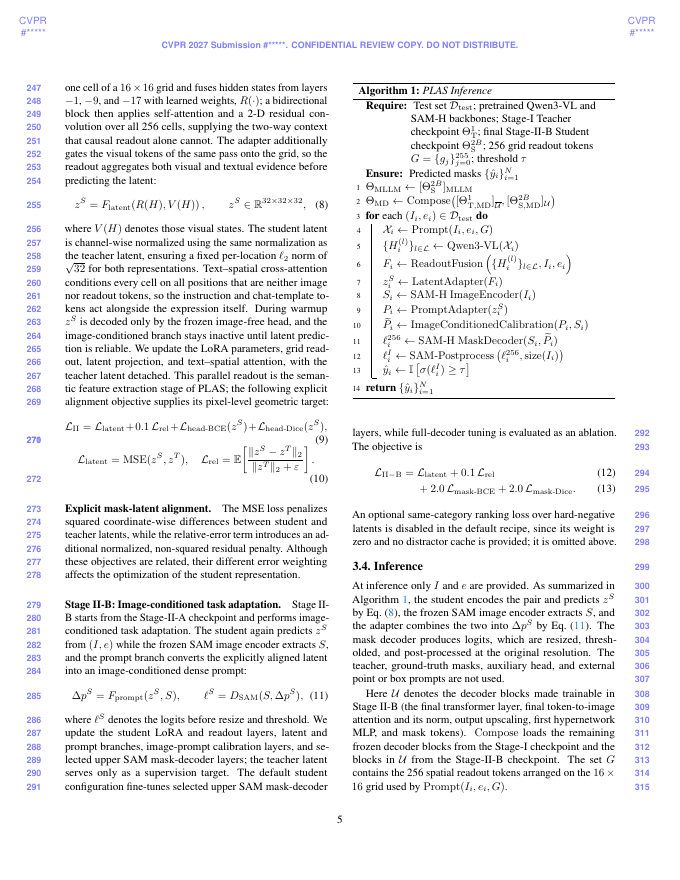 CVPR
#*****
CVPR
#*****
CVPR 2027 Submission #*****. CONFIDENTIAL REVIEW COPY. DO NOT DISTRIBUTE.
247 one cell of a 16 × 16 grid and fuses hidden states from layers
248 −1, −9, and −17 with learned weights, R(·); a bidirectional
249 block then applies self-attention and a 2-D residual con-
250 volution over all 256 cells, supplying the two-way context
251 that causal readout alone cannot. The adapter additionally
252 gates the visual tokens of the same pass onto the grid, so the
253 readout aggregates both visual and textual evidence before
254 predicting the latent:
255 z^S = F_latent(R(H), V(H)), z^S ∈ ℝ^{32×32×32}, (8)
256 where V(H) denotes those visual states. The student latent
257 is channel-wise normalized using the same normalization as
258 the teacher latent, ensuring a fixed per-location ℓ₂ norm of
259 √32 for both representations. Text–spatial cross-attention
260 conditions every cell on all positions that are neither image
261 nor readout tokens, so the instruction and chat-template to-
262 kens act alongside the expression itself. During warmup
263 z^S is decoded only by the frozen image-free head, and the
264 image-conditioned branch stays inactive until latent predic-
265 tion is reliable. We update the LoRA parameters, grid read-
266 out, latent projection, and text–spatial attention, with the
267 teacher latent detached. This parallel readout is the seman-
268 tic feature extraction stage of PLAS; the following explicit
269 alignment objective supplies its pixel-level geometric target:
L_II = L_latent + 0.1 L_rel + L_head-BCE(z^S) + L_head-Dice(z^S),
270 (9)
271 L_latent = MSE(z^S, z^T), L_rel = 𝔼[‖z^S − z^T‖₂ / (‖z^T‖₂ + ε)].
272 (10)
273 Explicit mask-latent alignment. The MSE loss penalizes
274 squared coordinate-wise differences between student and
275 teacher latents, while the relative-error term introduces an ad-
276 ditional normalized, non-squared residual penalty. Although
277 these objectives are related, their different error weighting
278 affects the optimization of the student representation.
279 Stage II-B: Image-conditioned task adaptation. Stage II-
280 B starts from the Stage-II-A checkpoint and performs image-
281 conditioned task adaptation. The student again predicts z^S
282 from (I, e) while the frozen SAM image encoder extracts S,
283 and the prompt branch converts the explicitly aligned latent
284 into an image-conditioned dense prompt:
285 Δp^S = F_prompt(z^S, S), ℓ^S = D_SAM(S, Δp^S), (11)
286 where ℓ^S denotes the logits before resize and threshold. We
287 update the student LoRA and readout layers, latent and
288 prompt branches, image-prompt calibration layers, and se-
289 lected upper SAM mask-decoder layers; the teacher latent
290 serves only as a supervision target. The default student
291 configuration fine-tunes selected upper SAM mask-decoder
Algorithm 1: PLAS Inference
Require: Test set D_test; pretrained Qwen3-VL and
SAM-H backbones; Stage-I Teacher
checkpoint Θ_T^1; final Stage-II-B Student
checkpoint Θ_S^{2B}; 256 grid readout tokens
G = {g_j}_{j=0}^{255}; threshold τ
Ensure: Predicted masks {ŷ_i}_{i=1}^N
1 Θ_MLLM ← [Θ_S^{2B}]_MLLM
2 Θ_MD ← Compose([Θ_{T,MD}^1]_{U̅}, [Θ_{S,MD}^{2B}]_U)
3 for each (I_i, e_i) ∈ D_test do
4 X_i ← Prompt(I_i, e_i, G)
5 {H_i^{(l)}}_{l∈L} ← Qwen3-VL(X_i)
6 F_i ← ReadoutFusion({H_i^{(l)}}_{l∈L}, I_i, e_i)
7 z_i^S ← LatentAdapter(F_i)
8 S_i ← SAM-H ImageEncoder(I_i)
9 P_i ← PromptAdapter(z_i^S)
10 P̃_i ← ImageConditionedCalibration(P_i, S_i)
11 ℓ_i^{256} ← SAM-H MaskDecoder(S_i, P̃_i)
12 ℓ_i^I ← SAM-Postprocess(ℓ_i^{256}, size(I_i))
13 ŷ_i ← 𝕀[σ(ℓ_i^I) ≥ τ]
14 return {ŷ_i}_{i=1}^N
layers, while full-decoder tuning is evaluated as an ablation. 292
The objective is 293
L_{II−B} = L_latent + 0.1 L_rel (12) 294
+ 2.0 L_mask-BCE + 2.0 L_mask-Dice. (13) 295
An optional same-category ranking loss over hard-negative 296
latents is disabled in the default recipe, since its weight is 297
zero and no distractor cache is provided; it is omitted above. 298
3.4. Inference 299
At inference only I and e are provided. As summarized in 300
Algorithm 1, the student encodes the pair and predicts z^S 301
by Eq. (8), the frozen SAM image encoder extracts S, and 302
the adapter combines the two into Δp^S by Eq. (11). The 303
mask decoder produces logits, which are resized, thresh- 304
olded, and post-processed at the original resolution. The 305
teacher, ground-truth masks, auxiliary head, and external 306
point or box prompts are not used. 307
Here U denotes the decoder blocks made trainable in 308
Stage II-B (the final transformer layer, final token-to-image 309
attention and its norm, output upscaling, first hypernetwork 310
MLP, and mask tokens). Compose loads the remaining 311
frozen decoder blocks from the Stage-I checkpoint and the 312
blocks in U from the Stage-II-B checkpoint. The set G 313
contains the 256 spatial readout tokens arranged on the 16 × 314
16 grid used by Prompt(I_i, e_i, G). 315
5